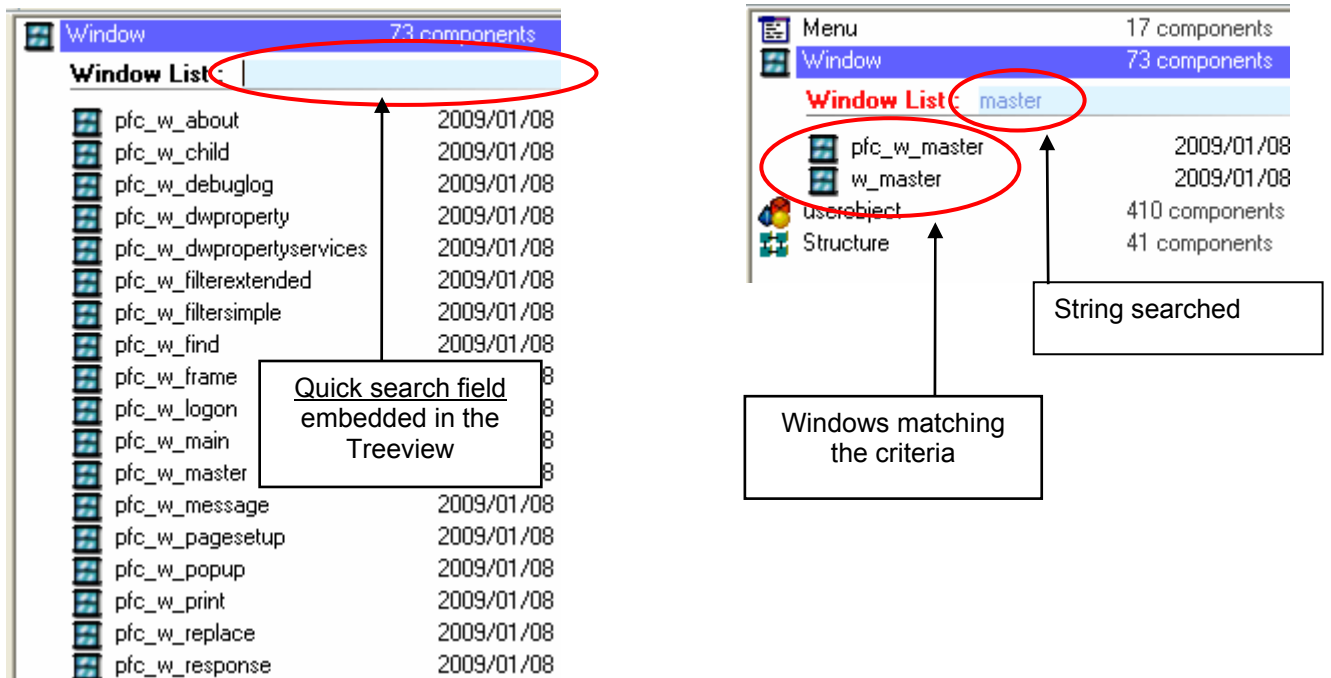 Window 73 components
Window List :
pfc_w_about 2009/01/08
pfc_w_child 2009/01/08
pfc_w_debuglog 2009/01/08
pfc_w_dwproperty 2009/01/08
pfc_w_dwpropertyservices 2009/01/08
pfc_w_filterextended 2009/01/08
pfc_w_filtersimple 2009/01/08
pfc_w_find 2009/01/08
pfc_w_frame 8
pfc_w_logon 8
pfc_w_main 8
pfc_w_master 8
pfc_w_message 2009/01/08
pfc_w_pagesetup 2009/01/08
pfc_w_popup 2009/01/08
pfc_w_print 2009/01/08
pfc_w_replace 2009/01/08
pfc_w_response 2009/01/08
Quick search field
embedded in the
Treeview
Menu 17 components
Window 73 components
Window List : master
pfc_w_master 2009/01/08
w_master 2009/01/08
userobject 410 components
Structure 41 components
String searched
Windows matching
the criteria